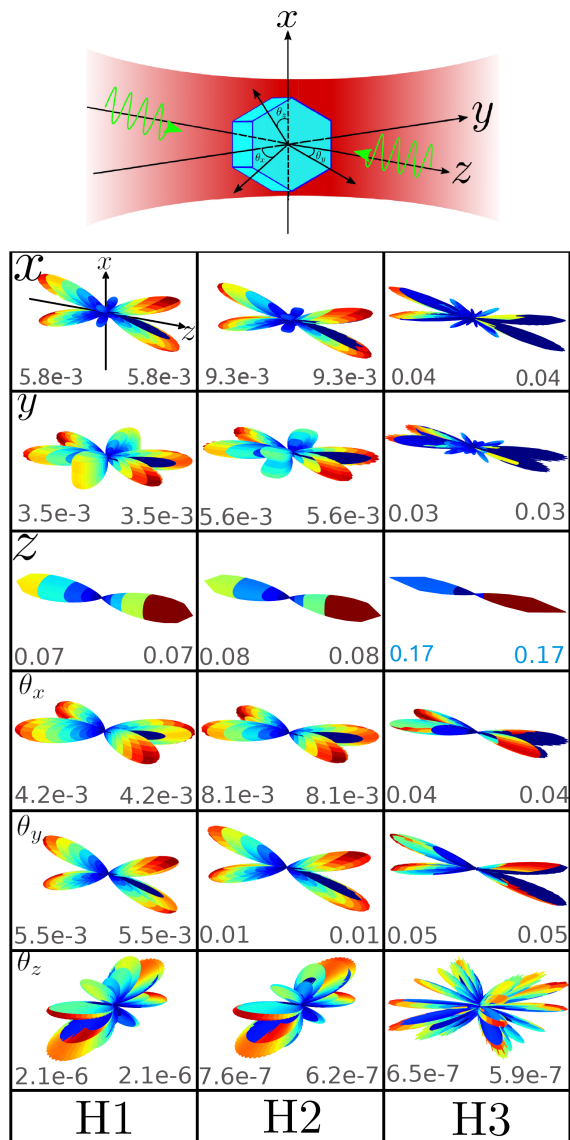 x
y
z
θz
θx
θy
x
x
z
5.8e-3 5.8e-3
9.3e-3 9.3e-3
0.04 0.04
y
3.5e-3 3.5e-3
5.6e-3 5.6e-3
0.03 0.03
z
0.07 0.07
0.08 0.08
0.17 0.17
θx
4.2e-3 4.2e-3
8.1e-3 8.1e-3
0.04 0.04
θy
5.5e-3 5.5e-3
0.01 0.01
0.05 0.05
θz
2.1e-6 2.1e-6
7.6e-7 6.2e-7
6.5e-7 5.9e-7
H1 H2 H3